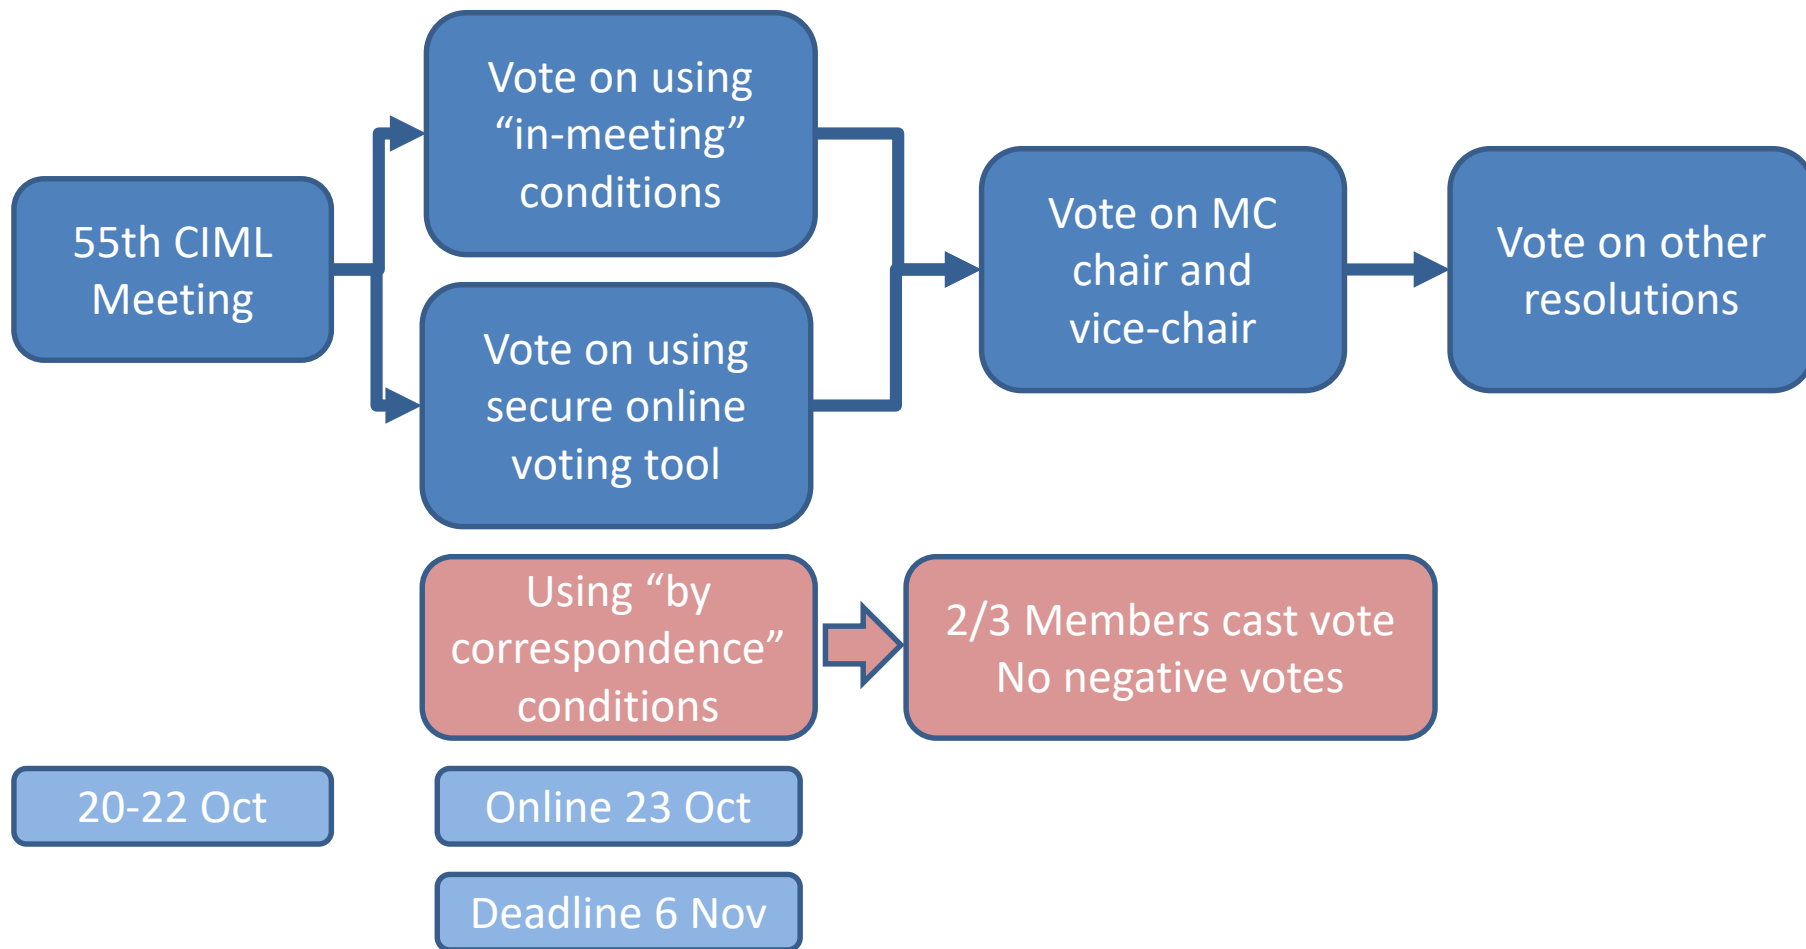 55th CIML
Meeting
Vote on using
“in-meeting”
conditions
Vote on using
secure online
voting tool
Vote on MC
chair and
vice-chair
Vote on other
resolutions
Using “by
correspondence”
conditions
2/3 Members cast vote
No negative votes
20-22 Oct
Online 23 Oct
Deadline 6 Nov